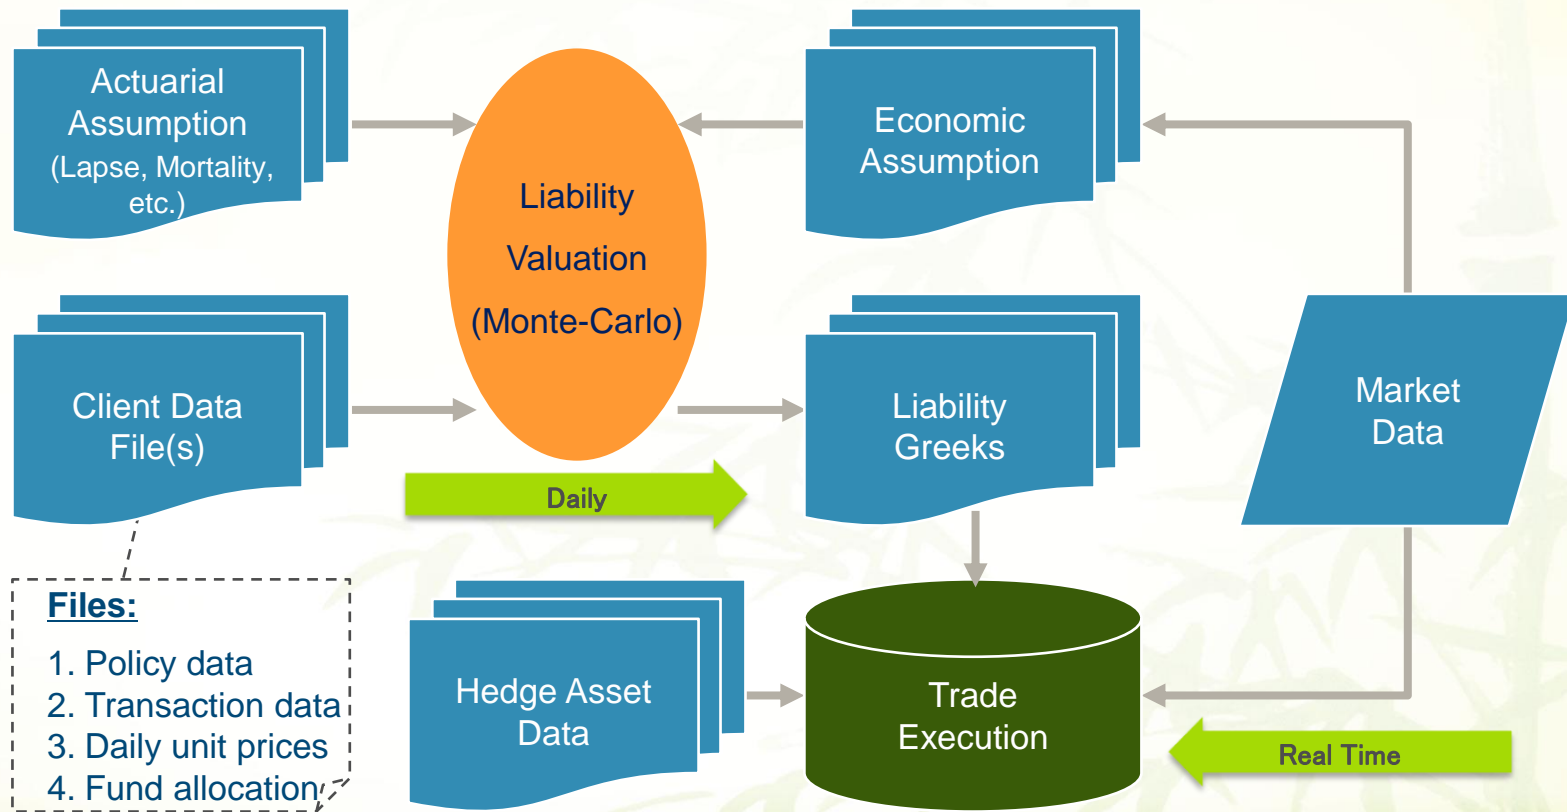 Actuarial
Assumption
(Lapse, Mortality,
etc.)
Liability
Valuation
(Monte-Carlo)
Economic
Assumption
Client Data
File(s)
Liability
Greeks
Market
Data
Daily
Files:
1. Policy data
2. Transaction data
3. Daily unit prices
4. Fund allocation
Hedge Asset
Data
Trade
Execution
Real Time